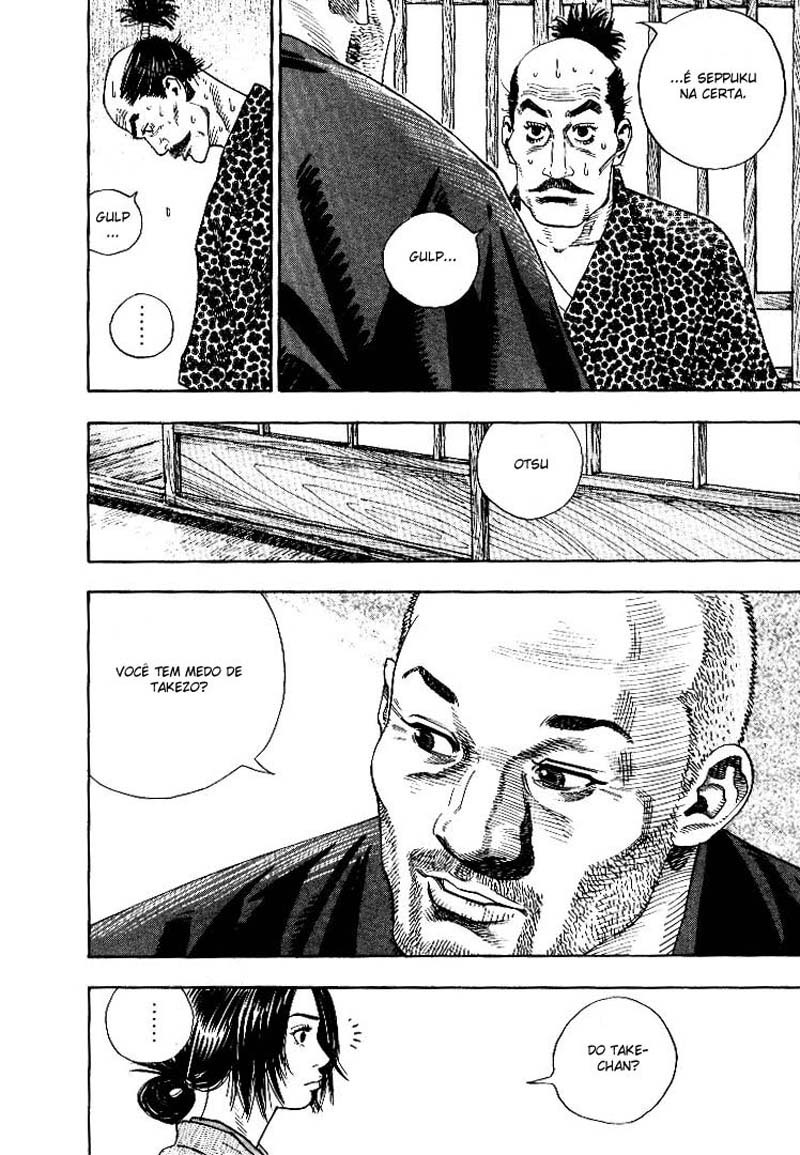 ...É SEPPUKU
NA CERTA.
GULP...
GULP
...
......
OTSU
VOCÊ TEM MEDO DE
TAKEZO?
......
DO TAKE-
CHAN?